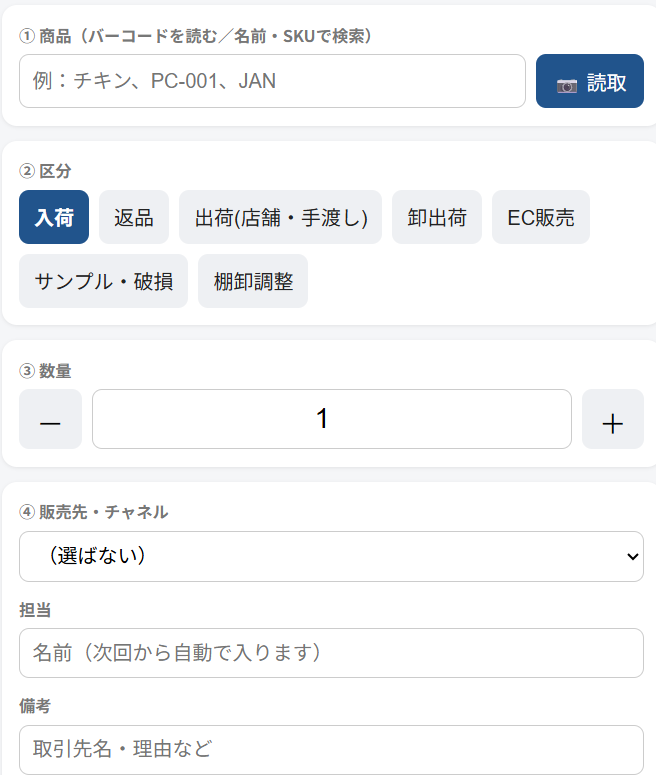 ① 商品（バーコードを読む／名前・SKUで検索）
例：チキン、PC-001、JAN
読取
② 区分
入荷 返品 出荷(店舗・手渡し) 卸出荷 EC販売
サンプル・破損 棚卸調整
③ 数量
－ 1 ＋
④ 販売先・チャネル
（選ばない）
担当
名前（次回から自動で入ります）
備考
取引先名・理由など